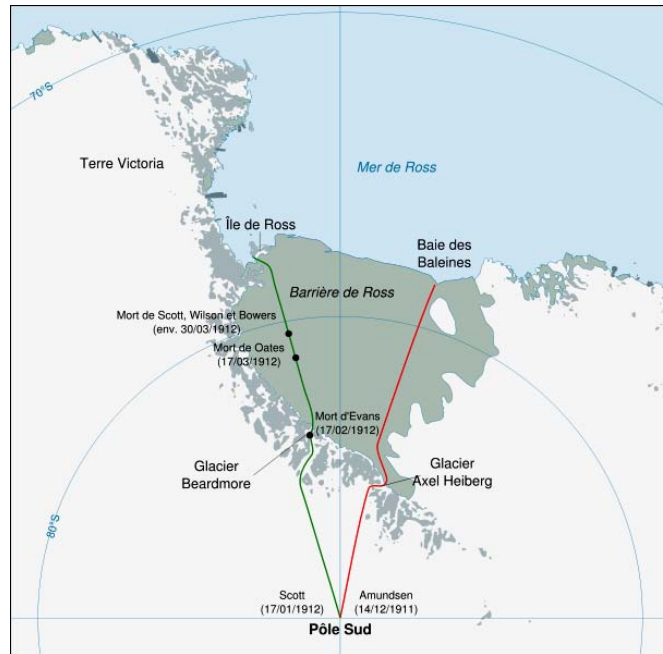 70°S
Terre Victoria
Mer de Ross
Île de Ross
Baie des
Baleines
Barrière de Ross
Mort de Scott, Wilson et Bowers
(env. 30/03/1912)
Mort de Oates
(17/03/1912)
Mort d'Evans
(17/02/1912)
Glacier
Beardmore
Glacier
Axel Heiberg
80°S
Scott
(17/01/1912)
Amundsen
(14/12/1911)
Pôle Sud